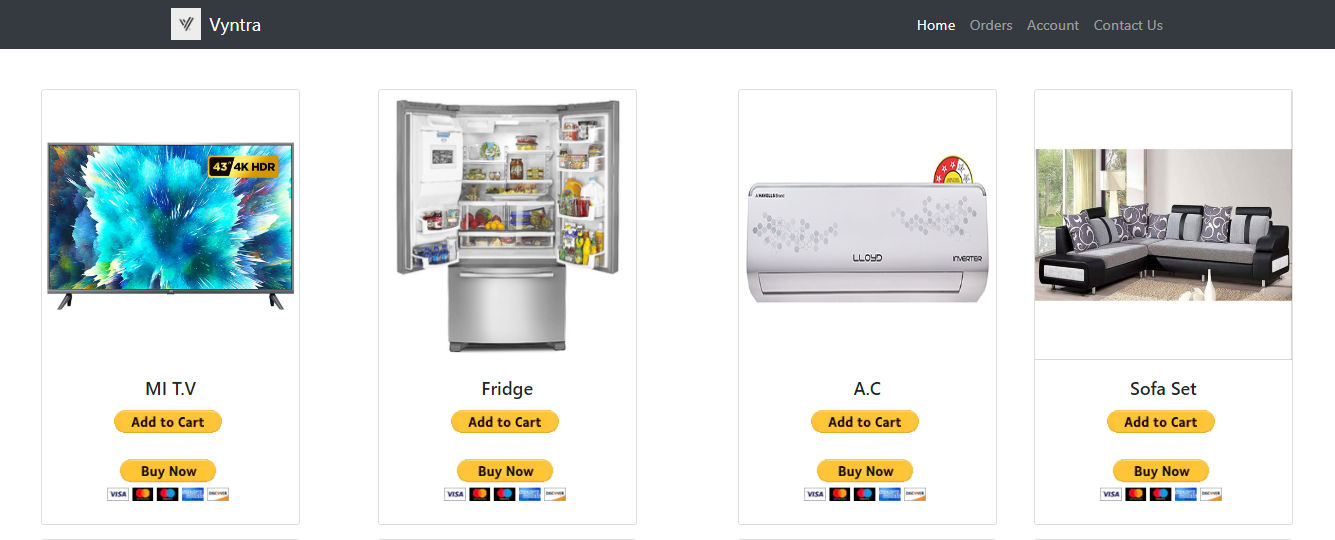 Vyntra
Home Orders Account Contact Us
43" 4K HDR
LLOYD
INVERTER
MI T.V
Fridge
A.C
Sofa Set
Add to Cart
Add to Cart
Add to Cart
Add to Cart
Buy Now
Buy Now
Buy Now
Buy Now
VISA DISCOVER
VISA DISCOVER
VISA DISCOVER
VISA DISCOVER